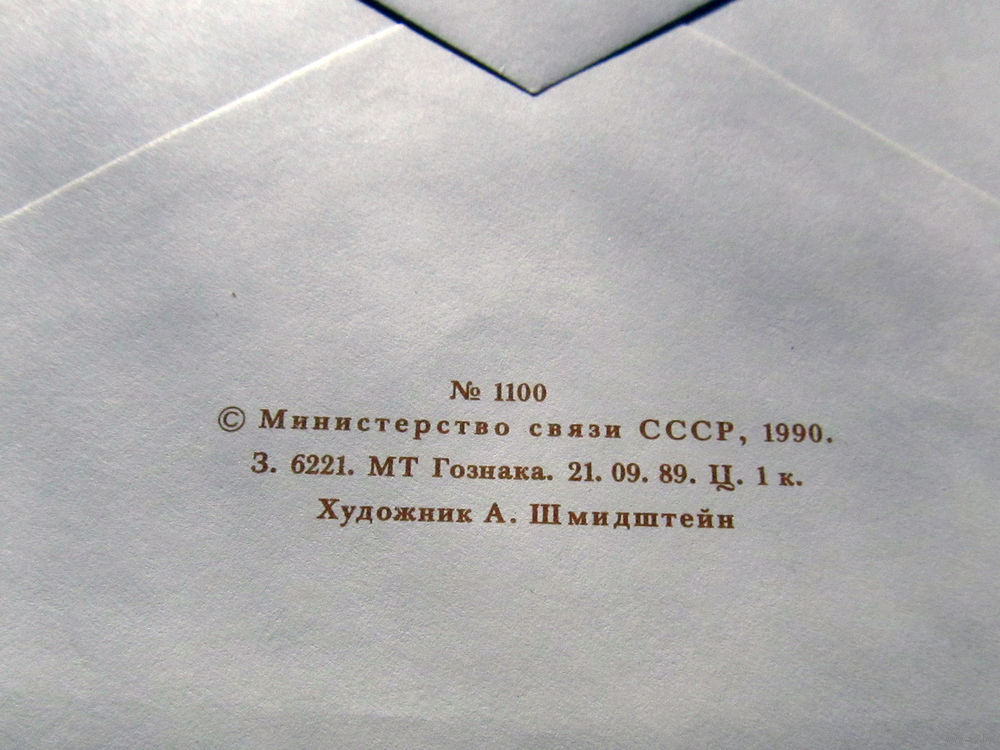 № 1100
© Министерство связи СССР, 1990.
З. 6221. МТ Гознака. 21. 09. 89. Ц. 1 к.
Художник А. Шмидштейн